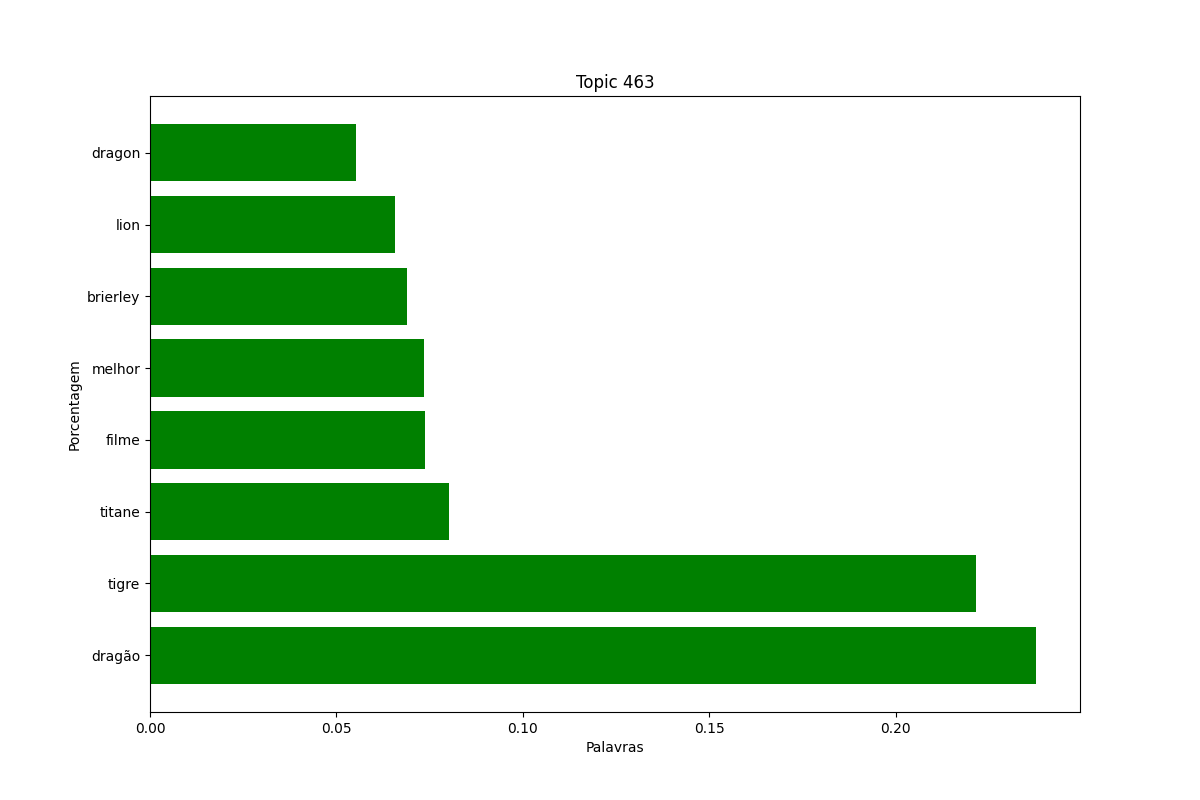 Topic 463
dragon
lion
brierley
melhor
filme
titane
tigre
dragão
Porcentagem
0.00 0.05 0.10 0.15 0.20
Palavras